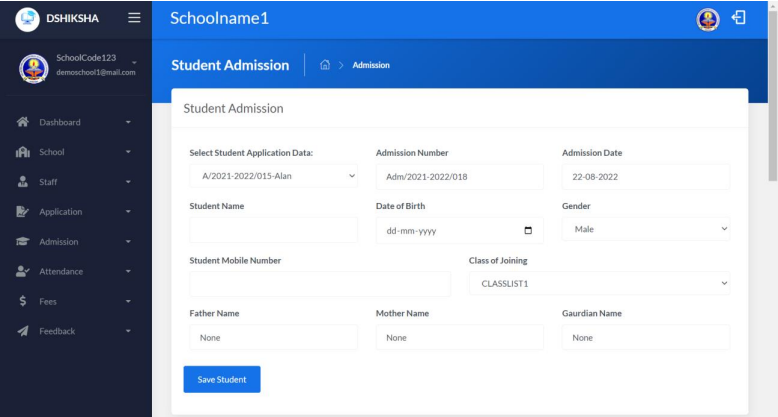 DSHIKSHA
Schoolname1
SchoolCode123
demoschool1@mail.com
Dashboard
School
Staff
Application
Admission
Attendance
Fees
Feedback
Student Admission
> Admission
Student Admission
Select Student Application Data: Admission Number Admission Date
A/2021-2022/015-Alan Adm/2021-2022/018 22-08-2022
Student Name Date of Birth Gender
dd-mm-yyyy Male
Student Mobile Number Class of Joining
CLASSLIST1
Father Name Mother Name Gaurdian Name
None None None
Save Student